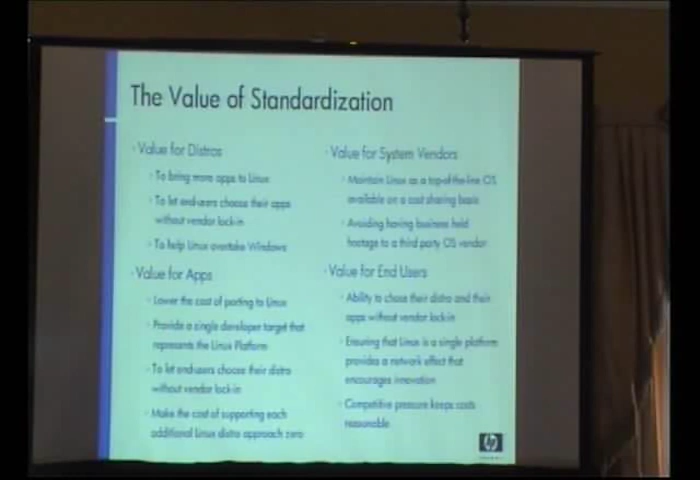 The Value of Standardization
· Value for Distros
· To bring more apps to Linux
· To let end-users choose their apps
without vendor lock-in
· To help Linux overtake Windows
· Value for Apps
· Lower the cost of porting to Linux
· Provide a single developer target that
represents the Linux Platform
· To let end-users choose their distro
without vendor lock-in
· Make the cost of supporting each
additional Linux distro approach zero
· Value for System Vendors
· Maintain Linux as a top-of-the-line OS
available on a cost sharing basis
· Avoiding having business held
hostage to a third party OS vendor
· Value for End Users
· Ability to chose their distro and their
apps without vendor lock-in
· Ensuring that Linux is a single platform
provides a network effect that
encourages innovation
· Competitive pressure keeps costs
reasonable
hp